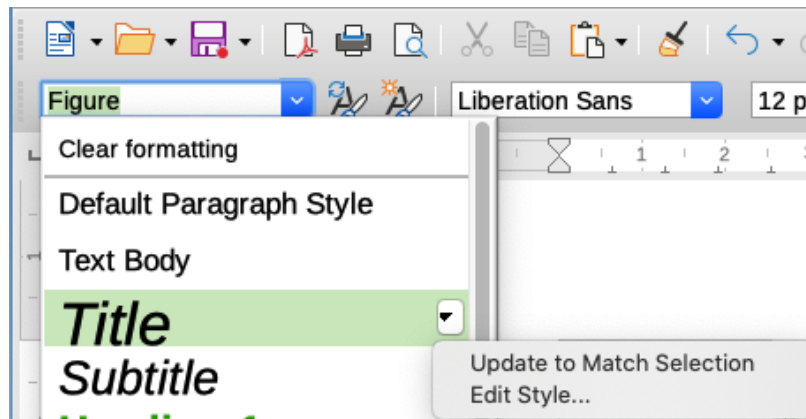 Figure
Liberation Sans
12 p
Clear formatting
1 2
Default Paragraph Style
1
Text Body
Title
Update to Match Selection
Subtitle
Edit Style...